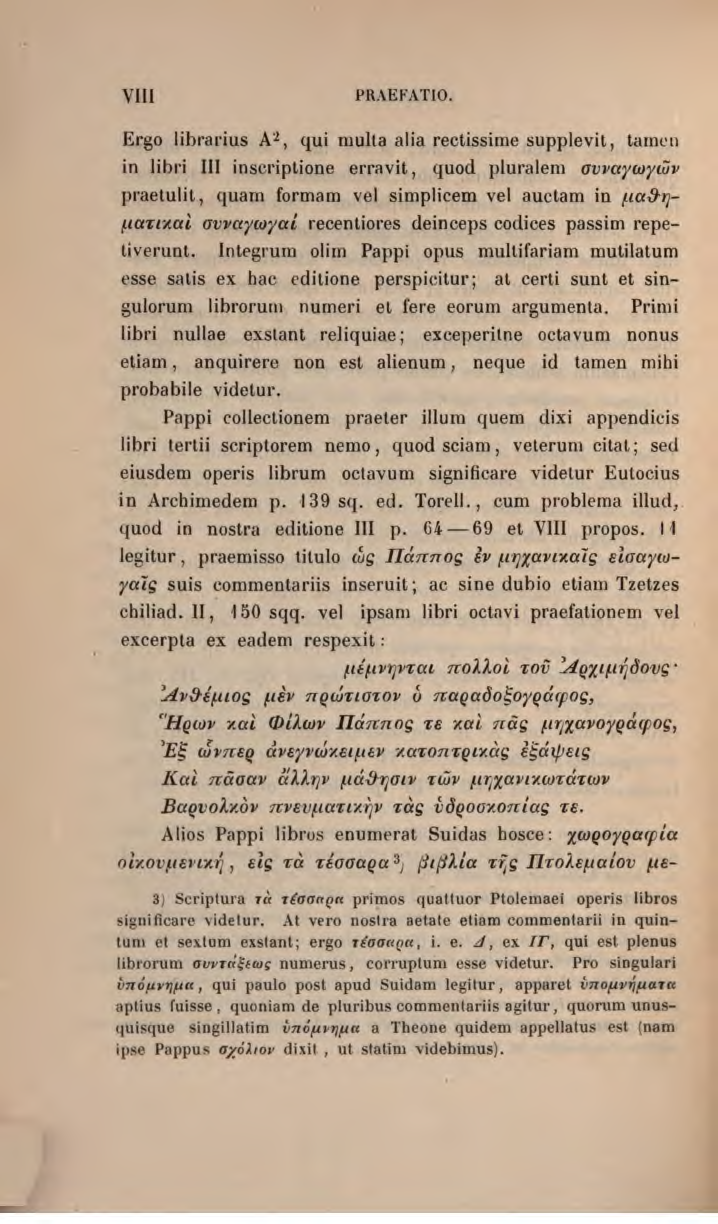 VIII PRAEFATIO.
Ergo librarius A², qui multa alia rectissime supplevit, tamen
in libri III inscriptione erravit, quod pluralem συναγωγῶν
praetulit, quam formam vel simplicem vel auctam in μαθη-
ματικαὶ συναγωγαί recentiores deinceps codices passim repe-
tiverunt. Integrum olim Pappi opus multifariam mutilatum
esse satis ex hac editione perspicitur; at certi sunt et sin-
gulorum librorum numeri et fere eorum argumenta. Primi
libri nullae exstant reliquiae; exceperitne octavum nonus
etiam, anquirere non est alienum, neque id tamen mihi
probabile videtur.
Pappi collectionem praeter illum quem dixi appendicis
libri tertii scriptorem nemo, quod sciam, veterum citat; sed
eiusdem operis librum octavum significare videtur Eutocius
in Archimedem p. 139 sq. ed. Torell., cum problema illud,
quod in nostra editione III p. 64—69 et VIII propos. 11
legitur, praemisso titulo ὡς Πάππος ἐν μηχανικαῖς εἰσαγω-
γαῖς suis commentariis inseruit; ac sine dubio etiam Tzetzes
chiliad. II, 150 sqq. vel ipsam libri octavi praefationem vel
excerpta ex eadem respexit:
μέμνηνται πολλοὶ τοῦ Ἀρχιμήδους·
Ἀνθέμιος μὲν πρώτιστον ὁ παραδοξογράφος,
Ἥρων καὶ Φίλων Πάππος τε καὶ πᾶς μηχανογράφος,
Ἐξ ὧνπερ ἀνεγνώκειμεν κατοπτρικὰς ἐξάψεις
Καὶ πᾶσαν ἄλλην μάθησιν τῶν μηχανικωτάτων
Βαρυολκὸν πνευματικὴν τὰς ὑδροσκοπίας τε.
Alios Pappi libros enumerat Suidas hosce: χωρογραφία
οἰκουμενική, εἰς τὰ τέσσαρα³) βιβλία τῆς Πτολεμαίου με-
3) Scriptura τὰ τέσσαρα primos quattuor Ptolemaei operis libros
significare videtur. At vero nostra aetate etiam commentarii in quin-
tum et sextum exstant; ergo τέσσαρα, i. e. Δ, ex ΙΓ, qui est plenus
librorum συντάξεως numerus, corruptum esse videtur. Pro singulari
ὑπόμνημα, qui paulo post apud Suidam legitur, apparet ὑπομνήματα
aptius fuisse, quoniam de pluribus commentariis agitur, quorum unus-
quisque singillatim ὑπόμνημα a Theone quidem appellatus est (nam
ipse Pappus σχόλιον dixit, ut statim videbimus).